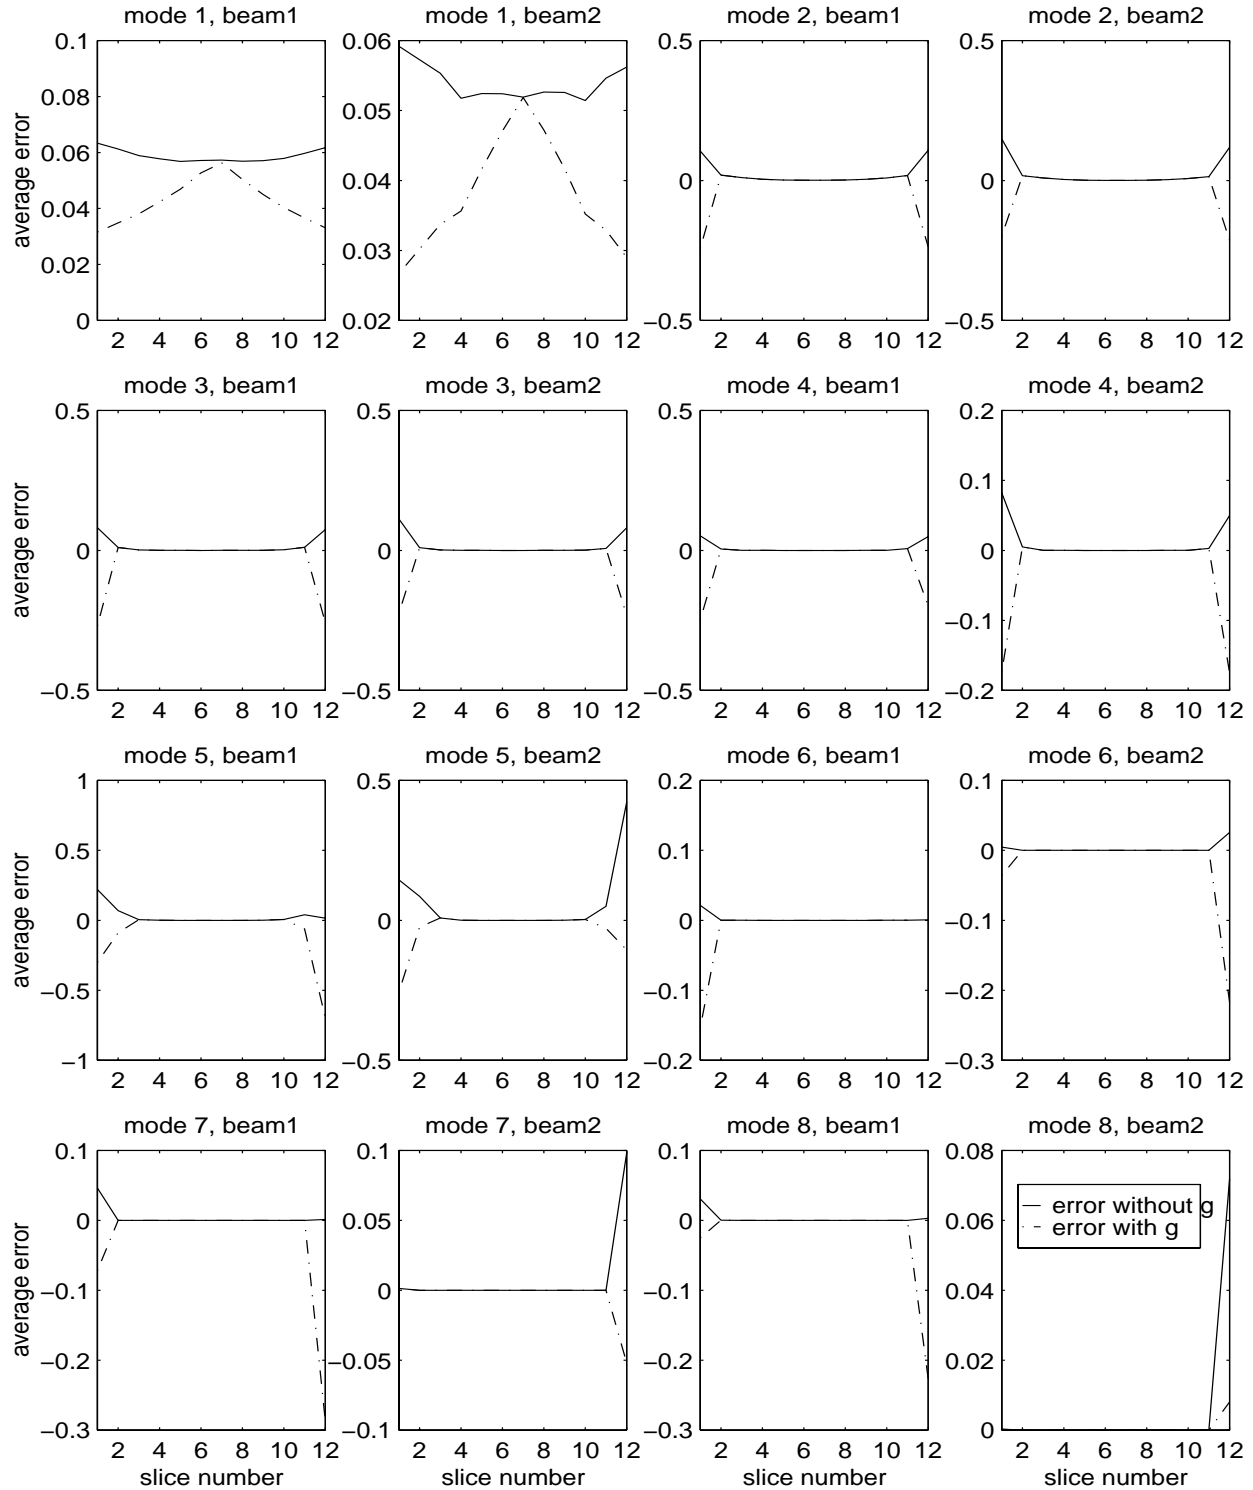 mode 1, beam1
mode 1, beam2
mode 2, beam1
mode 2, beam2
average error
0.1
0.08
0.06
0.04
0.02
0
2 4 6 8 10 12
0.06
0.05
0.04
0.03
0.02
2 4 6 8 10 12
0.5
0
−0.5
2 4 6 8 10 12
0.5
0
−0.5
2 4 6 8 10 12
mode 3, beam1
mode 3, beam2
mode 4, beam1
mode 4, beam2
average error
0.5
0
−0.5
2 4 6 8 10 12
0.5
0
−0.5
2 4 6 8 10 12
0.5
0
−0.5
2 4 6 8 10 12
0.2
0.1
0
−0.1
−0.2
2 4 6 8 10 12
mode 5, beam1
mode 5, beam2
mode 6, beam1
mode 6, beam2
average error
1
0.5
0
−0.5
−1
2 4 6 8 10 12
0.5
0
−0.5
2 4 6 8 10 12
0.2
0.1
0
−0.1
−0.2
2 4 6 8 10 12
0.1
0
−0.1
−0.2
−0.3
2 4 6 8 10 12
mode 7, beam1
mode 7, beam2
mode 8, beam1
mode 8, beam2
average error
0.1
0
−0.1
−0.2
−0.3
2 4 6 8 10 12
slice number
0.1
0.05
0
−0.05
−0.1
2 4 6 8 10 12
slice number
0.1
0
−0.1
−0.2
−0.3
2 4 6 8 10 12
slice number
0.08
0.06
0.04
0.02
0
error without g
error with g
2 4 6 8 10 12
slice number